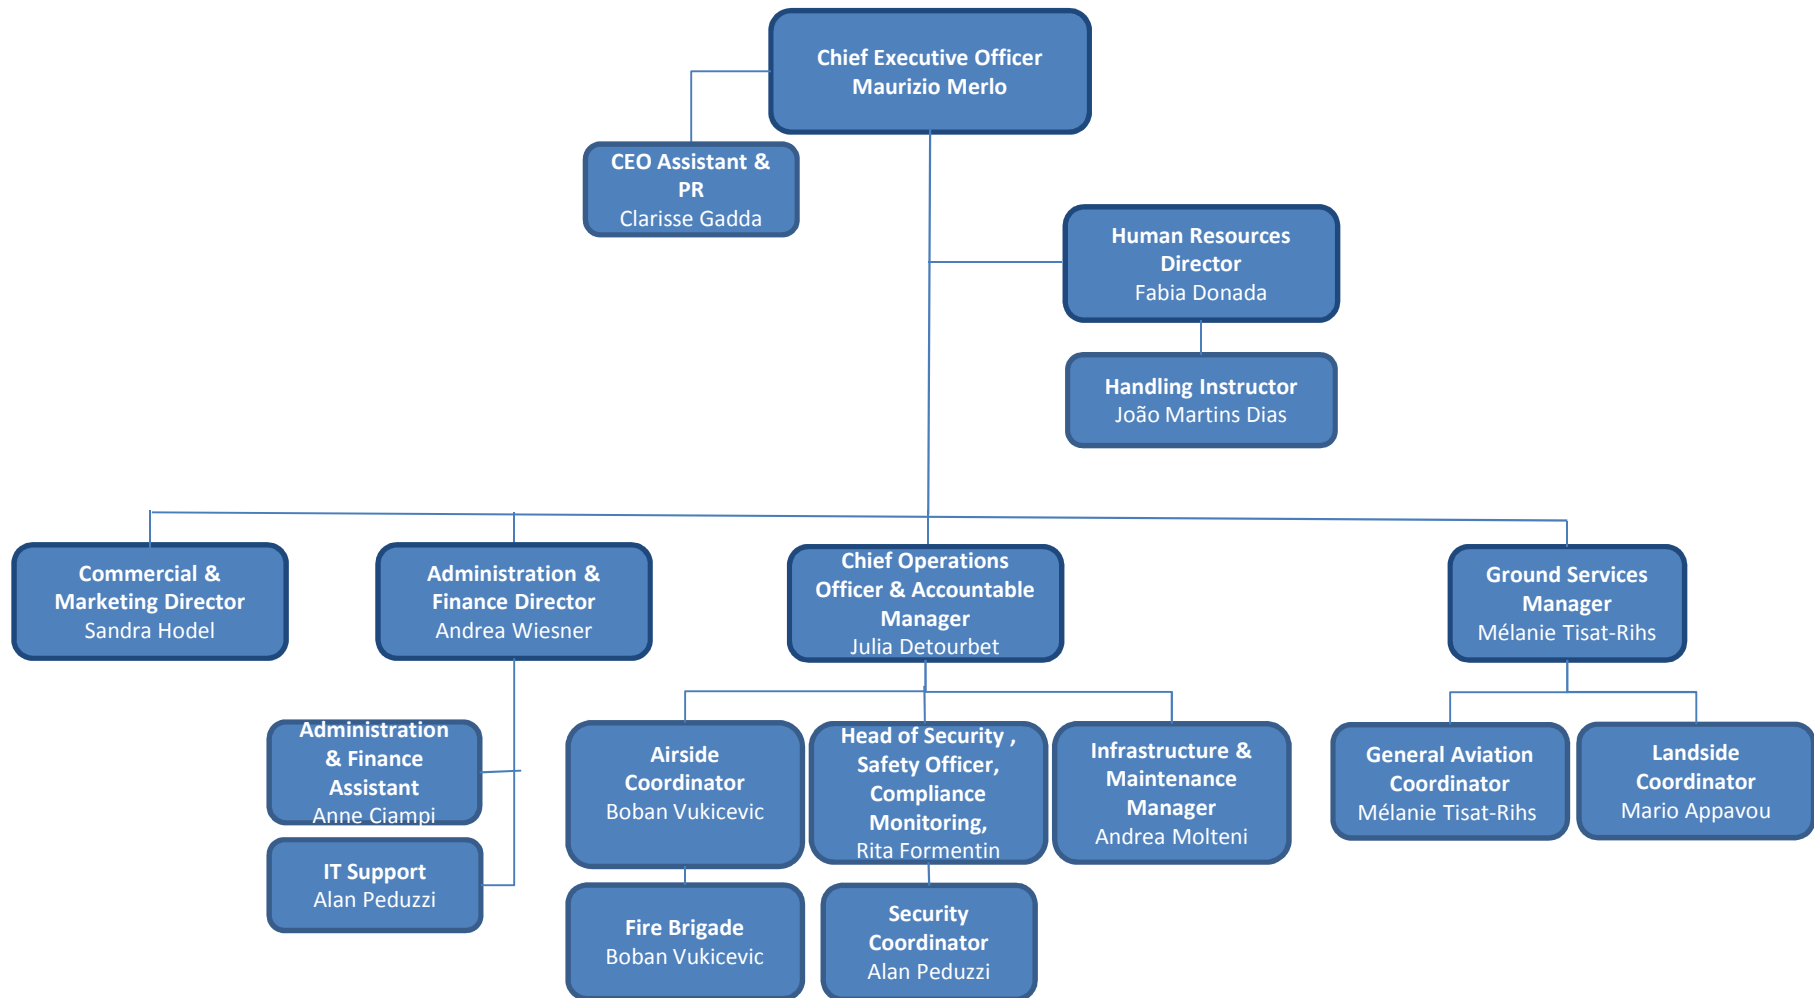 Chief Executive Officer
Maurizio Merlo
CEO Assistant &
PR
Clarisse Gadda
Human Resources
Director
Fabia Donada
Handling Instructor
João Martins Dias
Commercial &
Marketing Director
Sandra Hodel
Administration &
Finance Director
Andrea Wiesner
Chief Operations
Officer & Accountable
Manager
Julia Detourbet
Ground Services
Manager
Mélanie Tisat-Rihs
Administration
& Finance
Assistant
Anne Ciampi
IT Support
Alan Peduzzi
Airside
Coordinator
Boban Vukicevic
Fire Brigade
Boban Vukicevic
Head of Security ,
Safety Officer,
Compliance
Monitoring,
Rita Formentin
Security
Coordinator
Alan Peduzzi
Infrastructure &
Maintenance
Manager
Andrea Molteni
General Aviation
Coordinator
Mélanie Tisat-Rihs
Landside
Coordinator
Mario Appavou